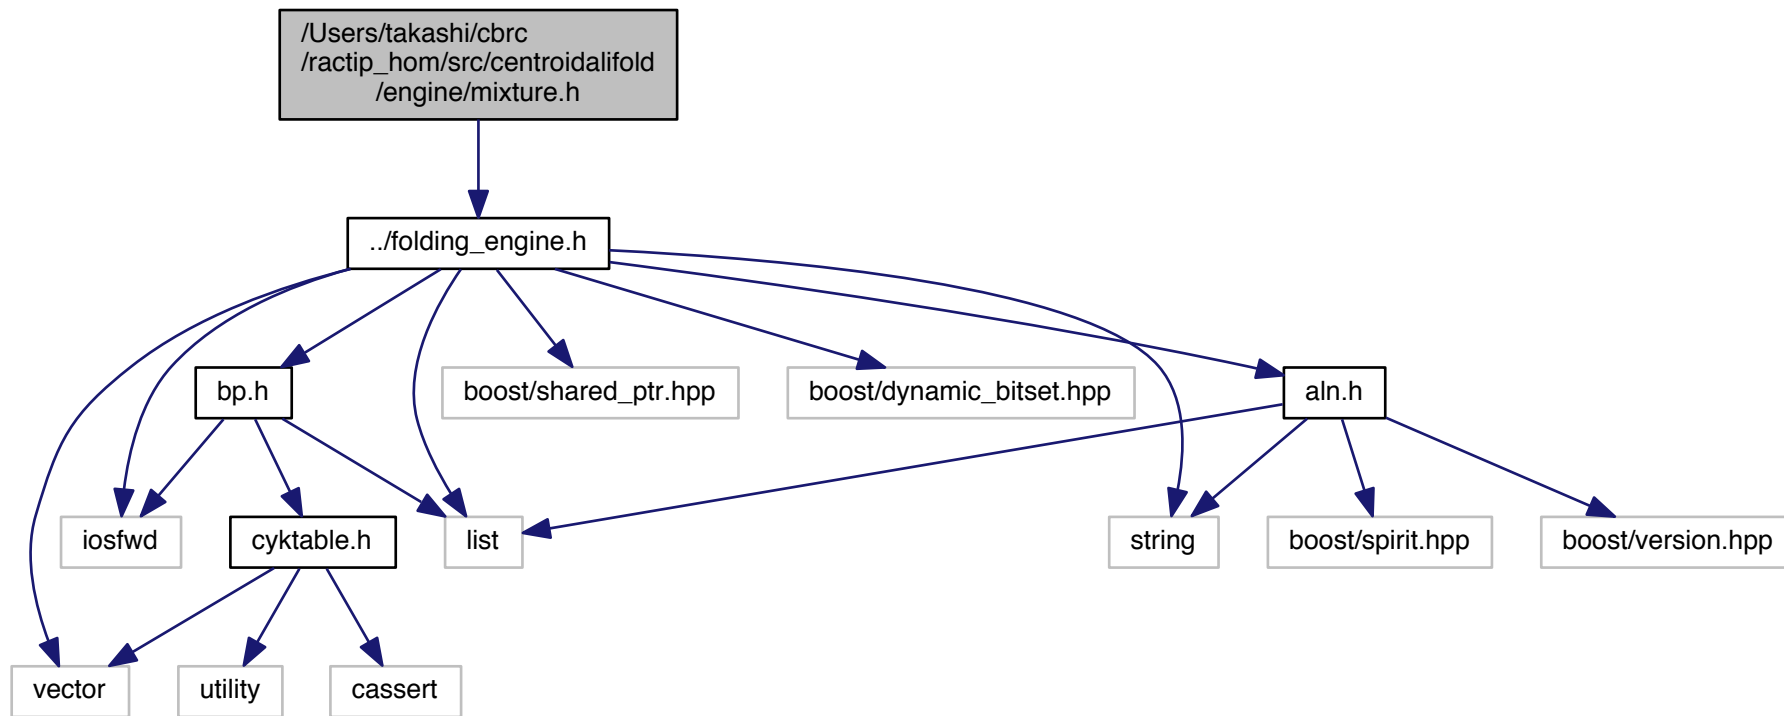 /Users/takashi/cbrc
/ractip_hom/src/centroidalifold
/engine/mixture.h
../folding_engine.h
bp.h
boost/shared_ptr.hpp
boost/dynamic_bitset.hpp
aln.h
iosfwd
cyktable.h
list
string
boost/spirit.hpp
boost/version.hpp
vector
utility
cassert